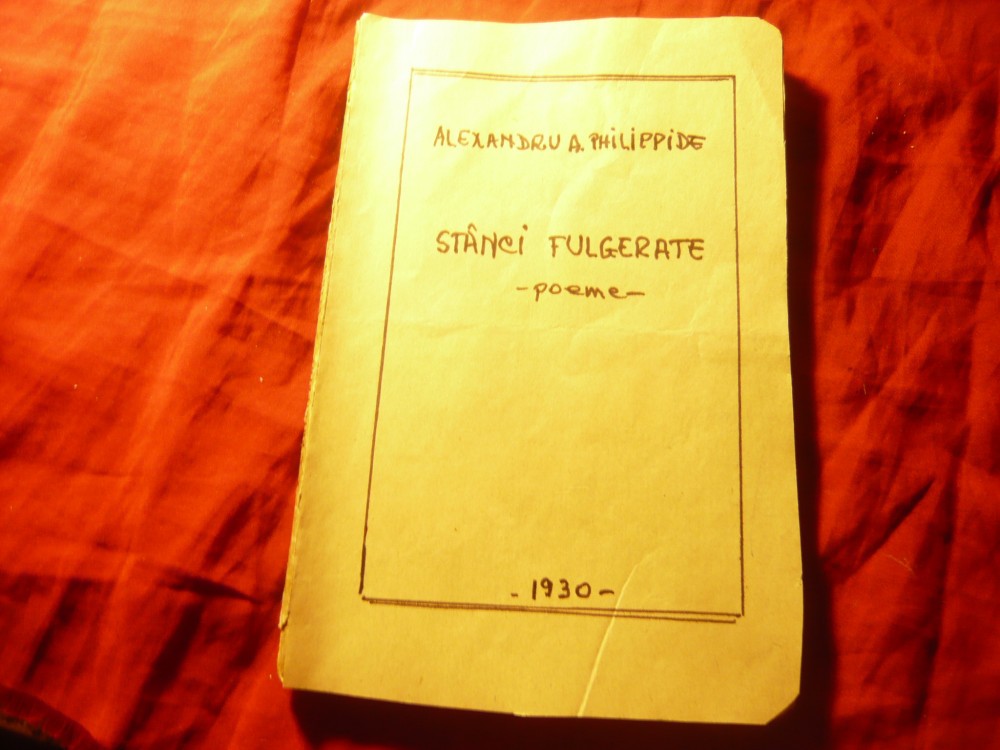 ALEXANDRU A. PHILIPPIDE
STÂNCI FULGERATE
-poeme-
-1930-